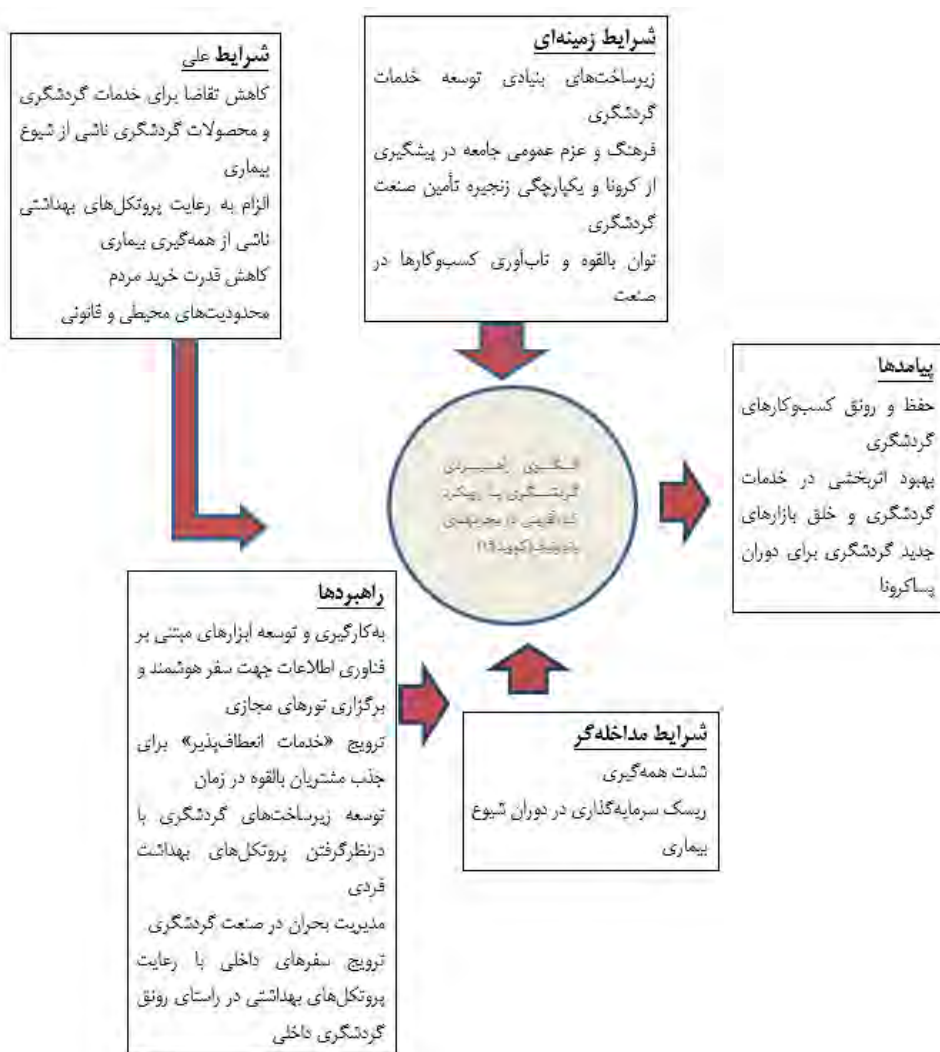 شرایط علی
کاهش تقاضا برای خدمات گردشگری
و محصولات گردشگری ناشی از شیوع
بیماری
الزام به رعایت پروتکل‌های بهداشتی
ناشی از همه‌گیری بیماری
کاهش قدرت خرید مردم
محدودیت‌های محیطی و قانونی
شرایط زمینه‌ای
زیرساخت‌های بنیادی توسعه خدمات
گردشگری
فرهنگ و عزم عمومی جامعه در پیشگیری
از کرونا و یکپارچگی زنجیره تأمین صنعت
گردشگری
توان بالقوه و تاب‌آوری کسب‌وکارها در
صنعت
پیامدها
حفظ و رونق کسب‌وکارهای
گردشگری
بهبود اثربخشی در خدمات
گردشگری و خلق بازارهای
جدید گردشگری برای دوران
پساکرونا
الگوی راهبردی
گردشگری با رویکرد
در
کووید
راهبردها
به‌کارگیری و توسعه ابزارهای مبتنی بر
فناوری اطلاعات جهت سفر هوشمند و
برگزاری تورهای مجازی
ترویج «خدمات انعطاف‌پذیر» برای
جذب مشتریان بالقوه در زمان
توسعه زیرساخت‌های گردشگری با
درنظرگرفتن پروتکل‌های بهداشت
فردی
مدیریت بحران در صنعت گردشگری
ترویج سفرهای داخلی با رعایت
پروتکل‌های بهداشتی در راستای رونق
گردشگری داخلی
شرایط مداخله‌گر
شدت همه‌گیری
ریسک سرمایه‌گذاری در دوران شیوع
بیماری